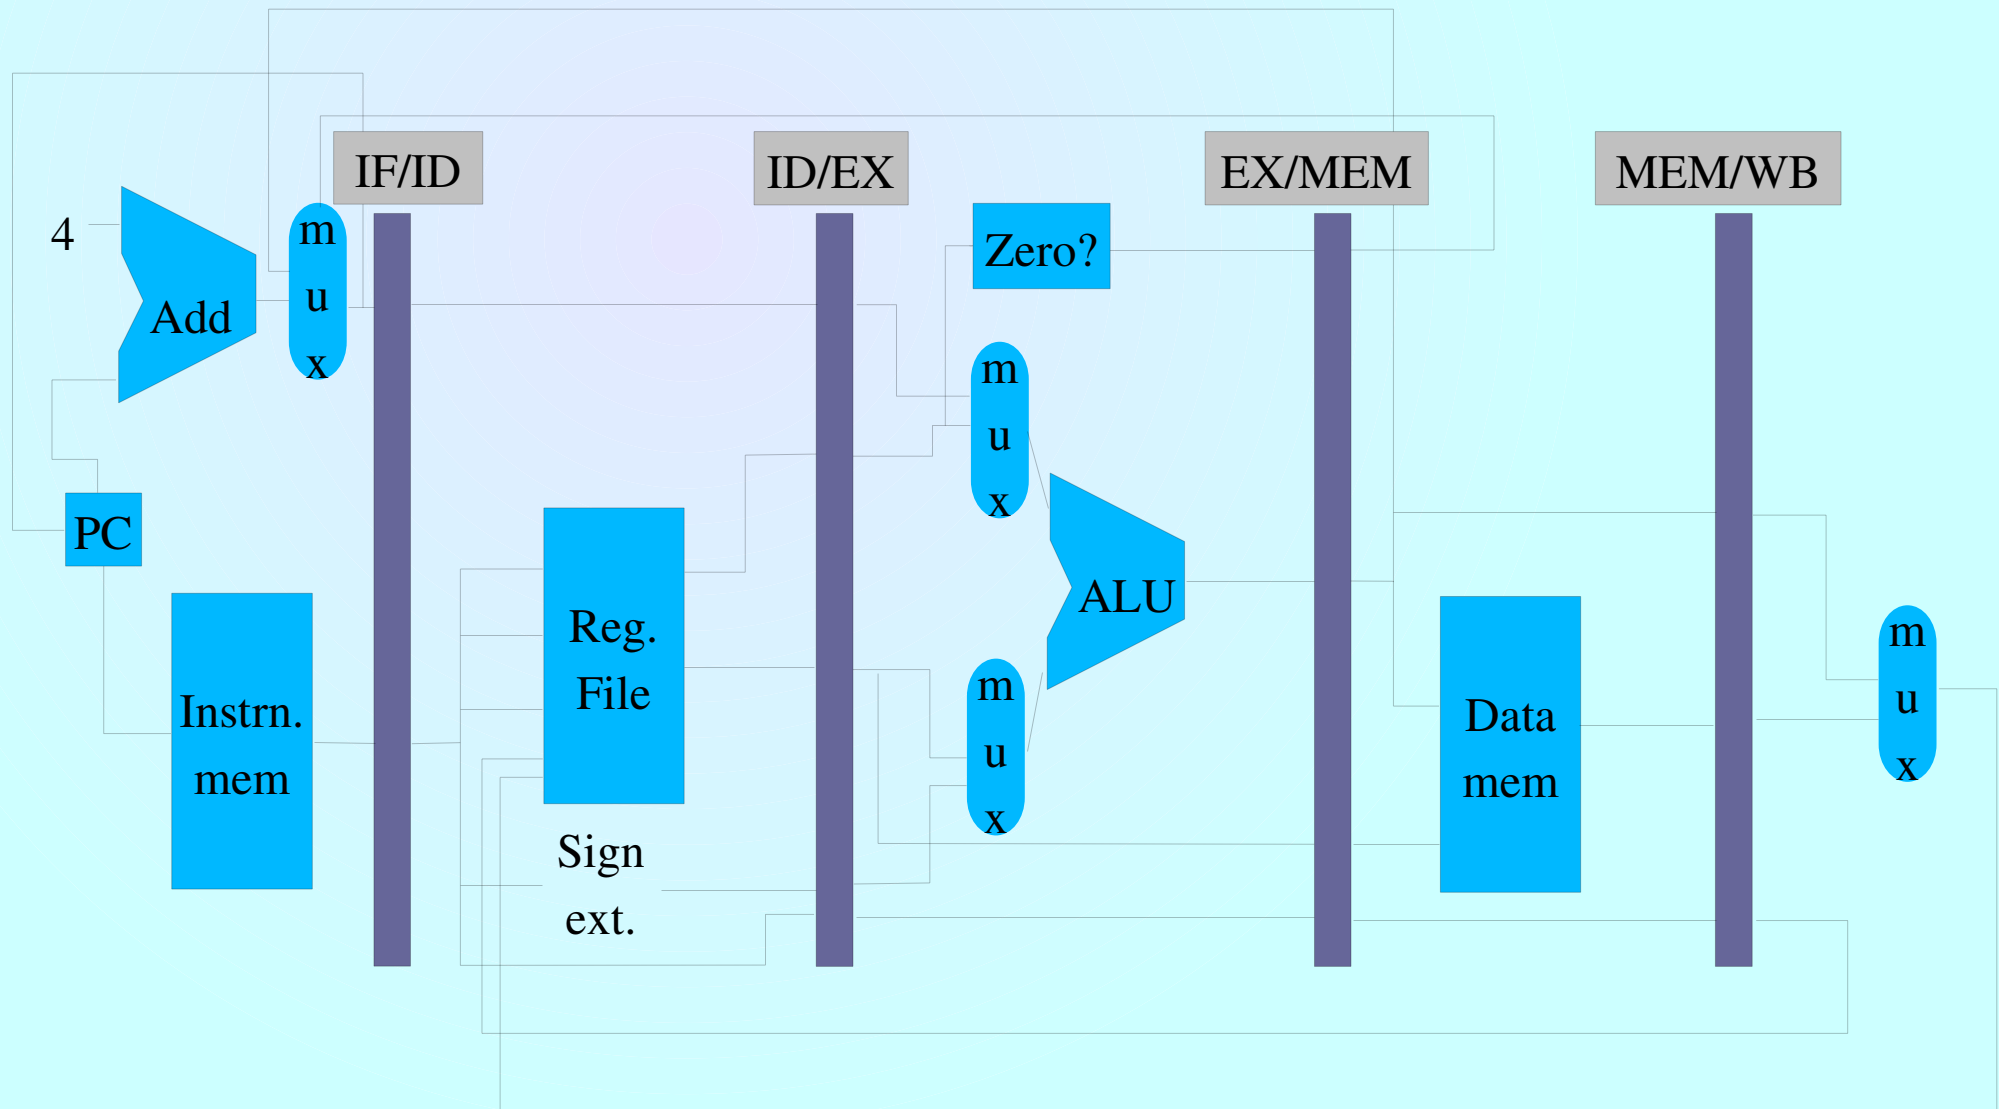 IF/ID
ID/EX
EX/MEM
MEM/WB
4
Add
m
u
x
Zero?
m
u
x
PC
ALU
Instrn.
mem
Reg.
File
m
u
x
Data
mem
m
u
x
Sign
ext.